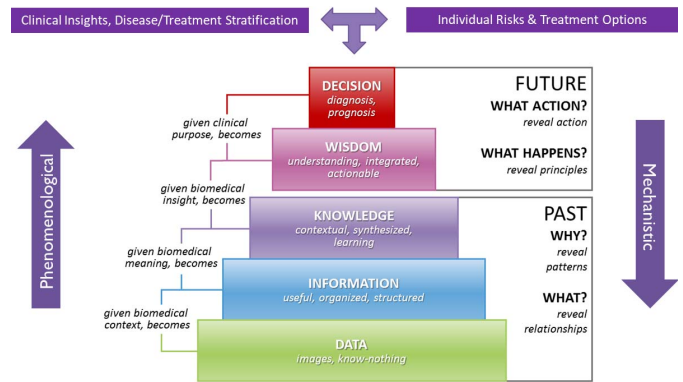 Clinical Insights, Disease/Treatment Stratification
Individual Risks & Treatment Options
DECISION
diagnosis,
prognosis
FUTURE
WHAT ACTION?
reveal action
given clinical
purpose, becomes
WISDOM
understanding, integrated,
actionable
WHAT HAPPENS?
reveal principles
given biomedical
insight, becomes
KNOWLEDGE
contextual, synthesized,
learning
PAST
WHY?
reveal
patterns
given biomedical
meaning, becomes
INFORMATION
useful, organized, structured
WHAT?
reveal
relationships
given biomedical
context, becomes
DATA
images, know-nothing
Phenomenological
Mechanistic